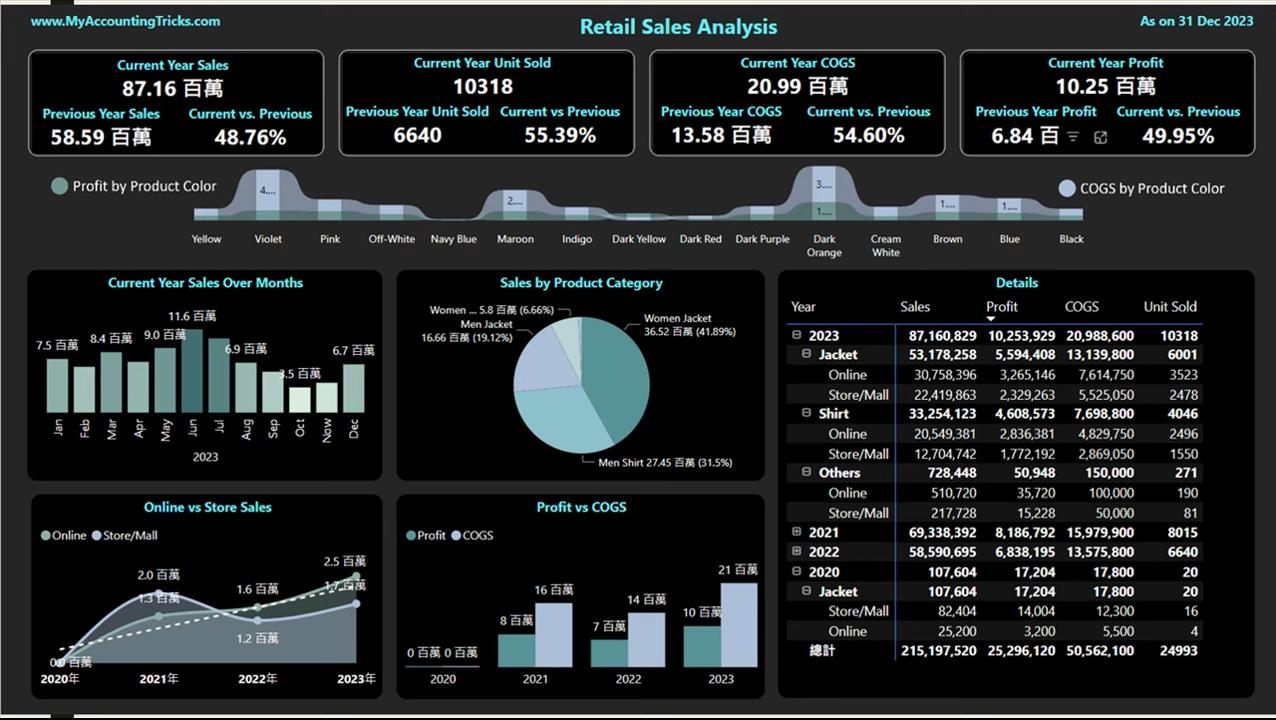 www.MyAccountingTricks.com
Retail Sales Analysis
As on 31 Dec 2023
Current Year Sales
87.16 百萬
Previous Year Sales
Current vs. Previous
58.59 百萬
48.76%
Current Year Unit Sold
10318
Previous Year Unit Sold
Current vs Previous
6640
55.39%
Current Year COGS
20.99 百萬
Previous Year COGS
Current vs. Previous
13.58 百萬
54.60%
Current Year Profit
10.25 百萬
Previous Year Profit
Current vs. Previous
6.84 百
49.95%
Profit by Product Color
COGS by Product Color
4....
2....
3....
1....
1....
1....
Yellow
Violet
Pink
Off-White
Navy Blue
Maroon
Indigo
Dark Yellow
Dark Red
Dark Purple
Dark
Orange
Cream
White
Brown
Blue
Black
Current Year Sales Over Months
7.5 百萬
8.4 百萬
9.0 百萬
11.6 百萬
6.9 百萬
3.5 百萬
6.7 百萬
Jan
Feb
Mar
Apr
May
Jun
Jul
Aug
Sep
Oct
Now
Dec
2023
Sales by Product Category
Women ... 5.8 百萬 (6.66%)
Men Jacket
16.66 百萬 (19.12%)
Women Jacket
36.52 百萬 (41.89%)
Men Shirt 27.45 百萬 (31.5%)
Online vs Store Sales
Online
Store/Mall
2.0 百萬
1.3 百萬
1.6 百萬
1.2 百萬
2.5 百萬
1.7 百萬
2020年
2021年
2022年
2023年
Profit vs COGS
Profit
COGS
0 百萬 0 百萬
8 百萬
16 百萬
7 百萬
14 百萬
10 百萬
21 百萬
2020
2021
2022
2023
Details
Year Sales Profit COGS Unit Sold
2023 87,160,829 10,253,929 20,988,600 10318
Jacket 53,178,258 5,594,408 13,139,800 6001
Online 30,758,396 3,265,146 7,614,750 3523
Store/Mall 22,419,863 2,329,263 5,525,050 2478
Shirt 33,254,123 4,608,573 7,698,800 4046
Online 20,549,381 2,836,381 4,829,750 2496
Store/Mall 12,704,742 1,772,192 2,869,050 1550
Others 728,448 50,948 150,000 271
Online 510,720 35,720 100,000 190
Store/Mall 217,728 15,228 50,000 81
2021 69,338,392 8,186,792 15,979,900 8015
2022 58,590,695 6,838,195 13,575,800 6640
2020 107,604 17,204 17,800 20
Jacket 107,604 17,204 17,800 20
Store/Mall 82,404 14,004 12,300 16
Online 25,200 3,200 5,500 4
總計 215,197,520 25,296,120 50,562,100 24993